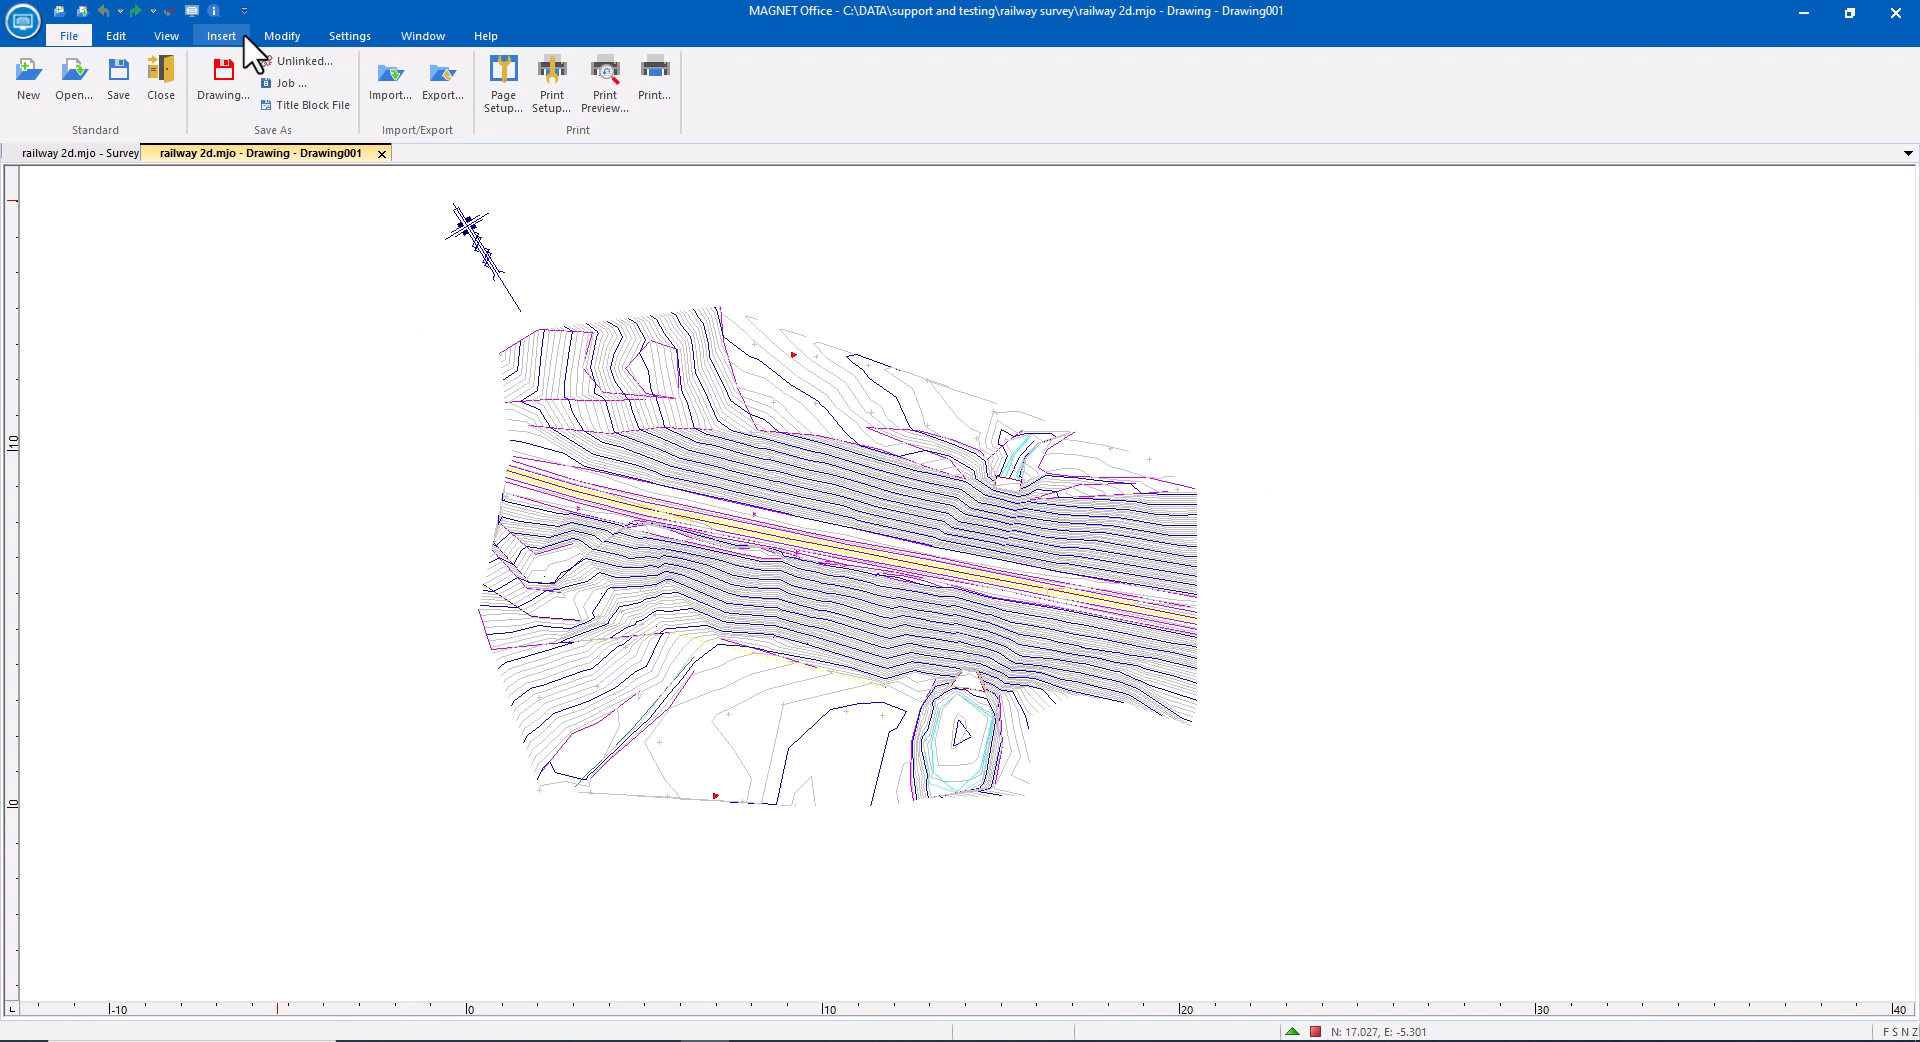 MAGNET Office - C:\DATA\support and testing\railway survey\railway 2d.mjo - Drawing - Drawing001
File Edit View Insert Modify Settings Window Help
New Open... Save Close
Standard
Drawing...
Unlinked...
Job ...
Title Block File
Save As
Import... Export...
Import/Export
Page Setup... Print Setup... Print Preview... Print...
Print
railway 2d.mjo - Survey railway 2d.mjo - Drawing - Drawing001
10
0
-10 0 10 20 30 40
N: 17.027, E: -5.301
F S N Z